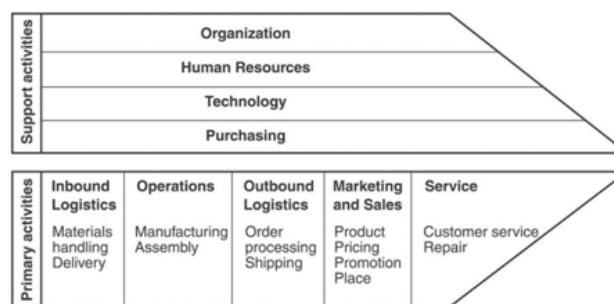 Support activities
Organization
Human Resources
Technology
Purchasing
Primary activities
Inbound
Logistics
Materials
handling
Delivery
Operations
Manufacturing
Assembly
Outbound
Logistics
Order
processing
Shipping
Marketing
and Sales
Product
Pricing
Promotion
Place
Service
Customer service
Repair